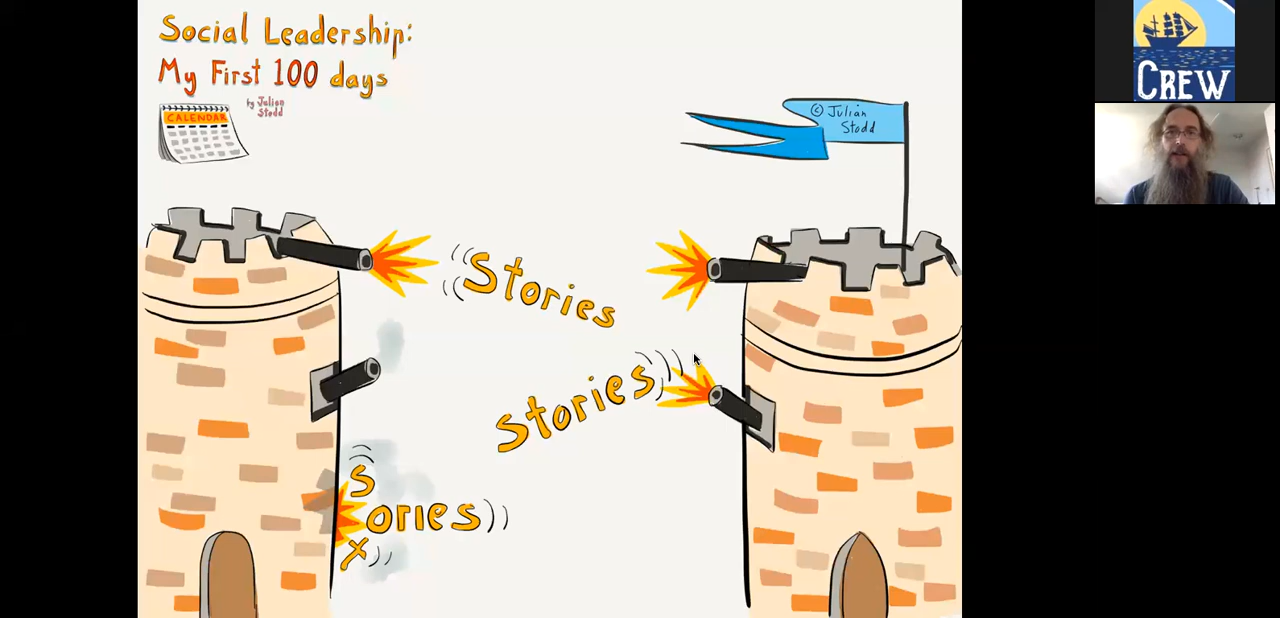 Social Leadership:
My First 100 days
by Julian
Stodd
CALENDAR
© Julian
Stodd
Stories
Stories
S
ories
CREW